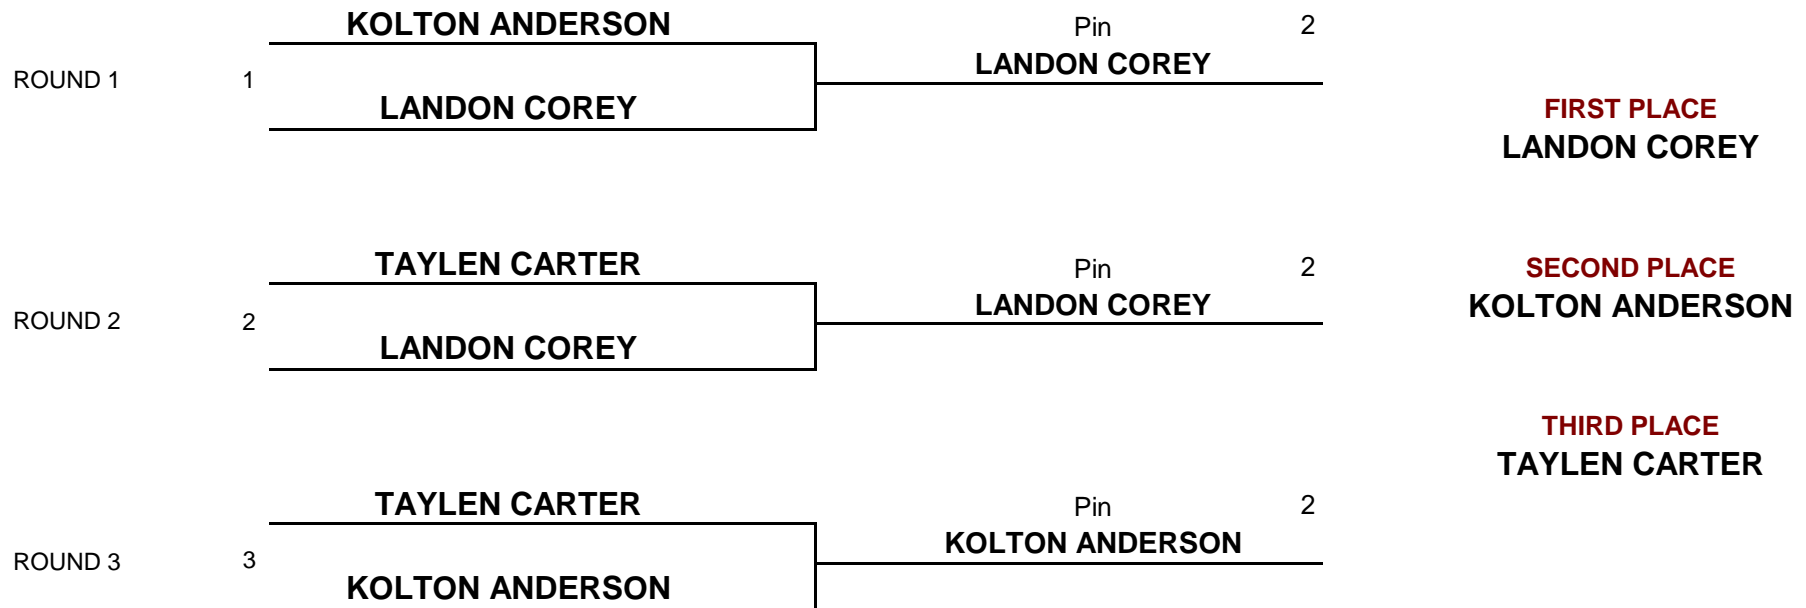 KOLTON ANDERSON
Pin 2
LANDON COREY
ROUND 1 1
LANDON COREY
FIRST PLACE
LANDON COREY
TAYLEN CARTER
Pin 2
SECOND PLACE
LANDON COREY
KOLTON ANDERSON
ROUND 2 2
LANDON COREY
THIRD PLACE
TAYLEN CARTER
TAYLEN CARTER
Pin 2
KOLTON ANDERSON
ROUND 3 3
KOLTON ANDERSON